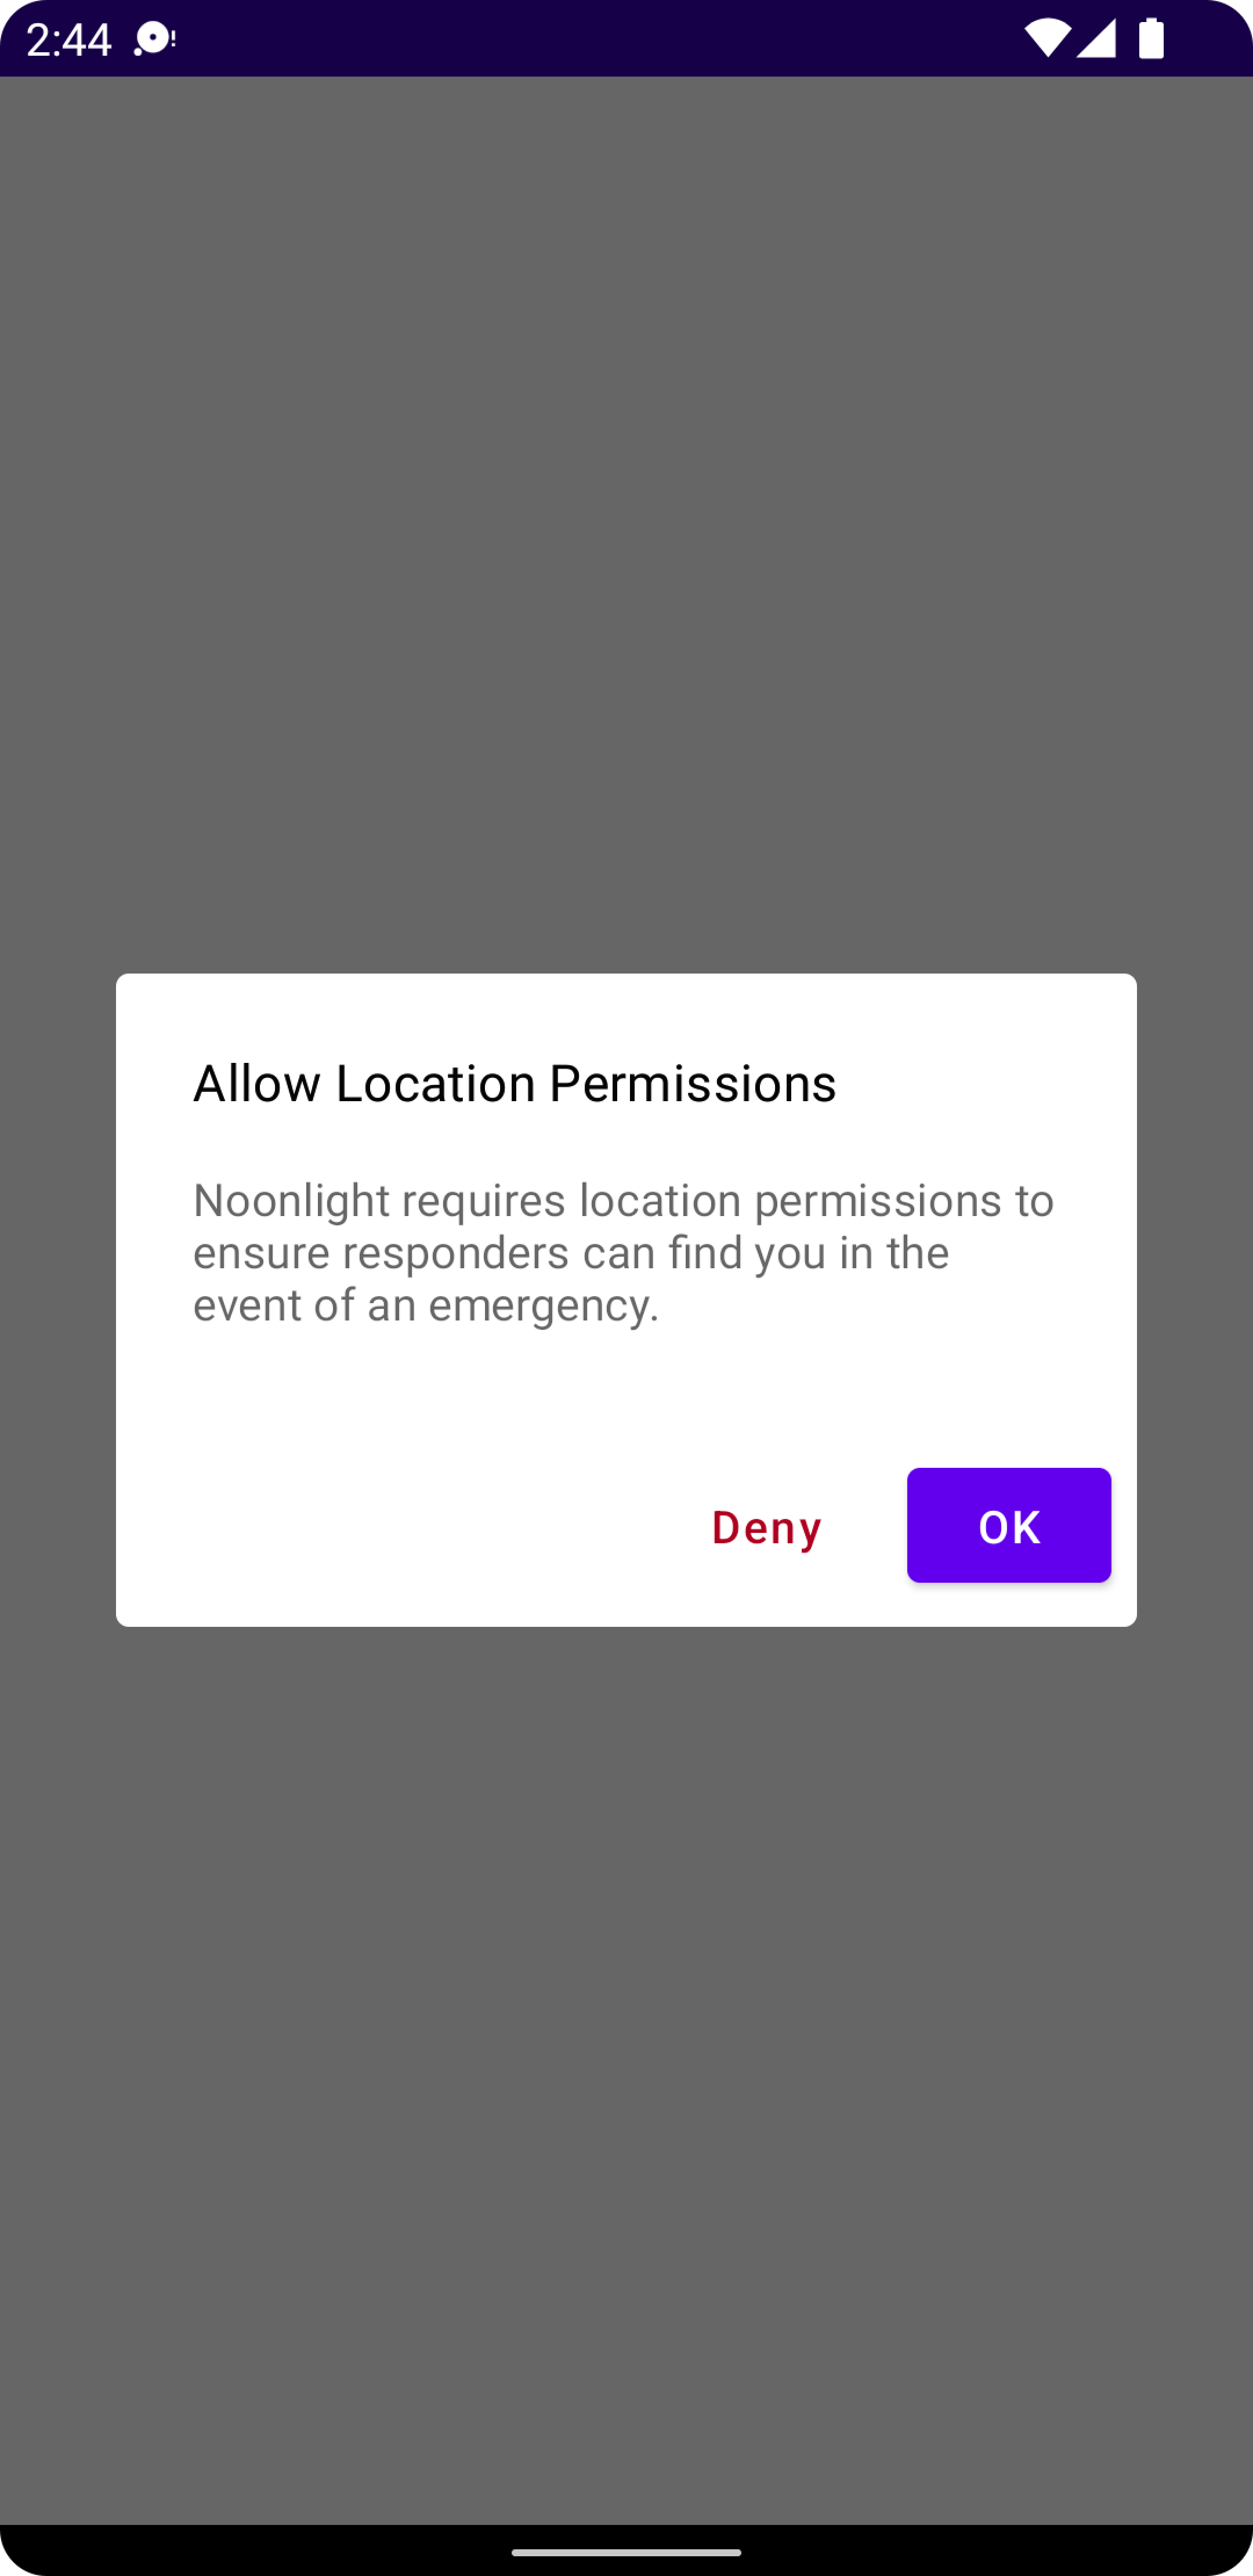 2:44
Allow Location Permissions
Noonlight requires location permissions to
ensure responders can find you in the
event of an emergency.
Deny
OK